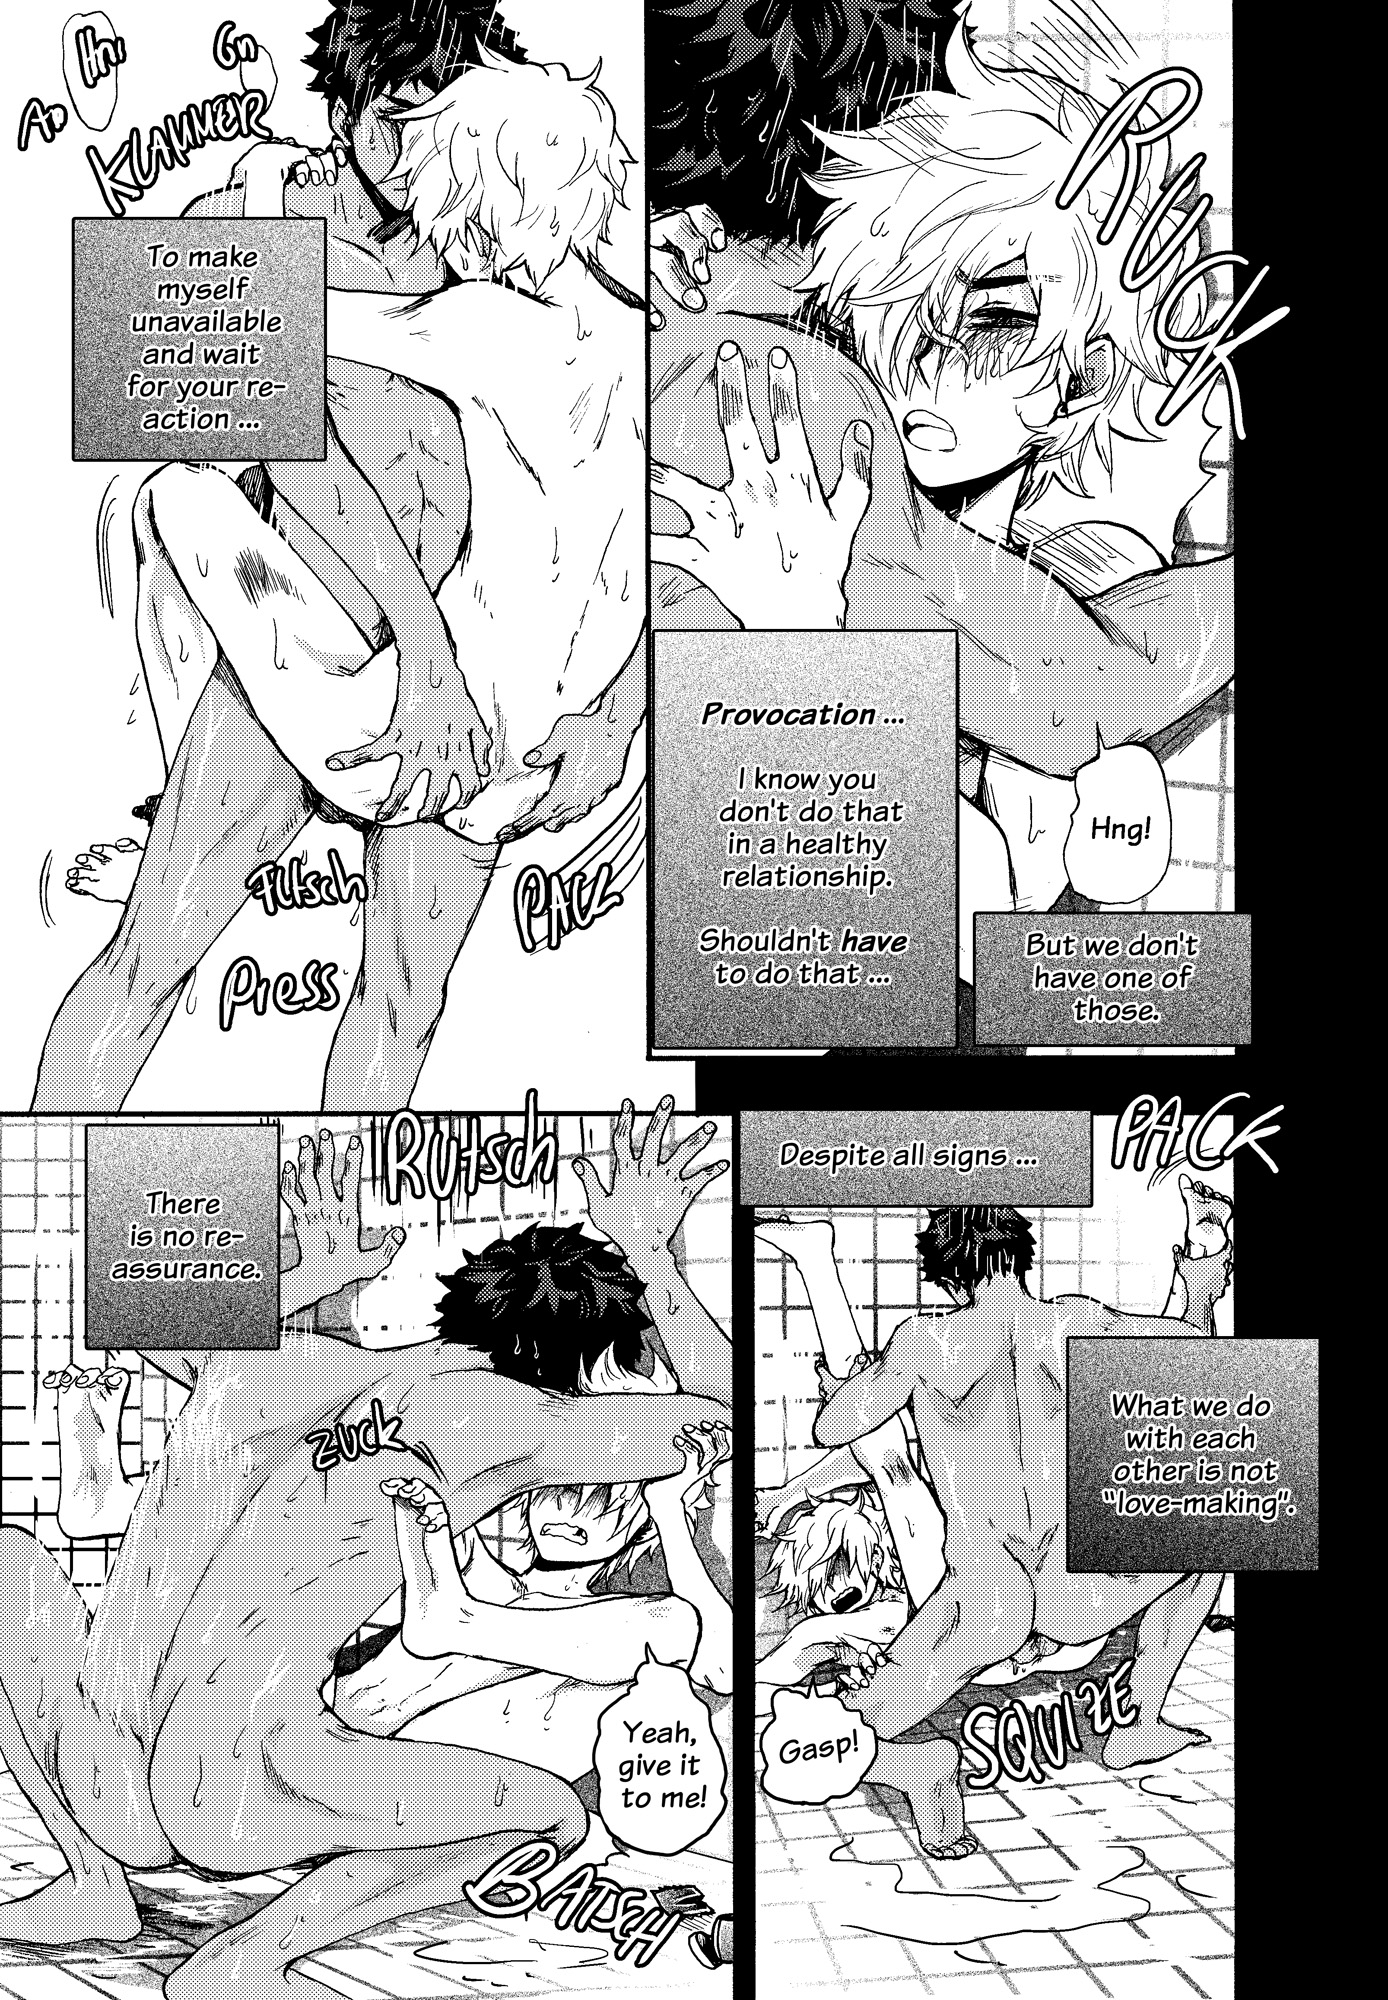 Hn!
Gn
Ah
KLAMMER
To make
myself
unavailable
and wait
for your re-
action ...
RUCK
Provocation ...
I know you
don't do that
in a healthy
relationship.
Shouldn't have
to do that ...
Hng!
But we don't
have one of
those.
Flutsch
PACK
Press
There
is no re-
assurance.
RUtsch
ZUCK
Yeah,
give it
to me!
BATSCH
Despite all signs ...
PACK
What we do
with each
other is not
"love-making".
Gasp!
SQUIZE